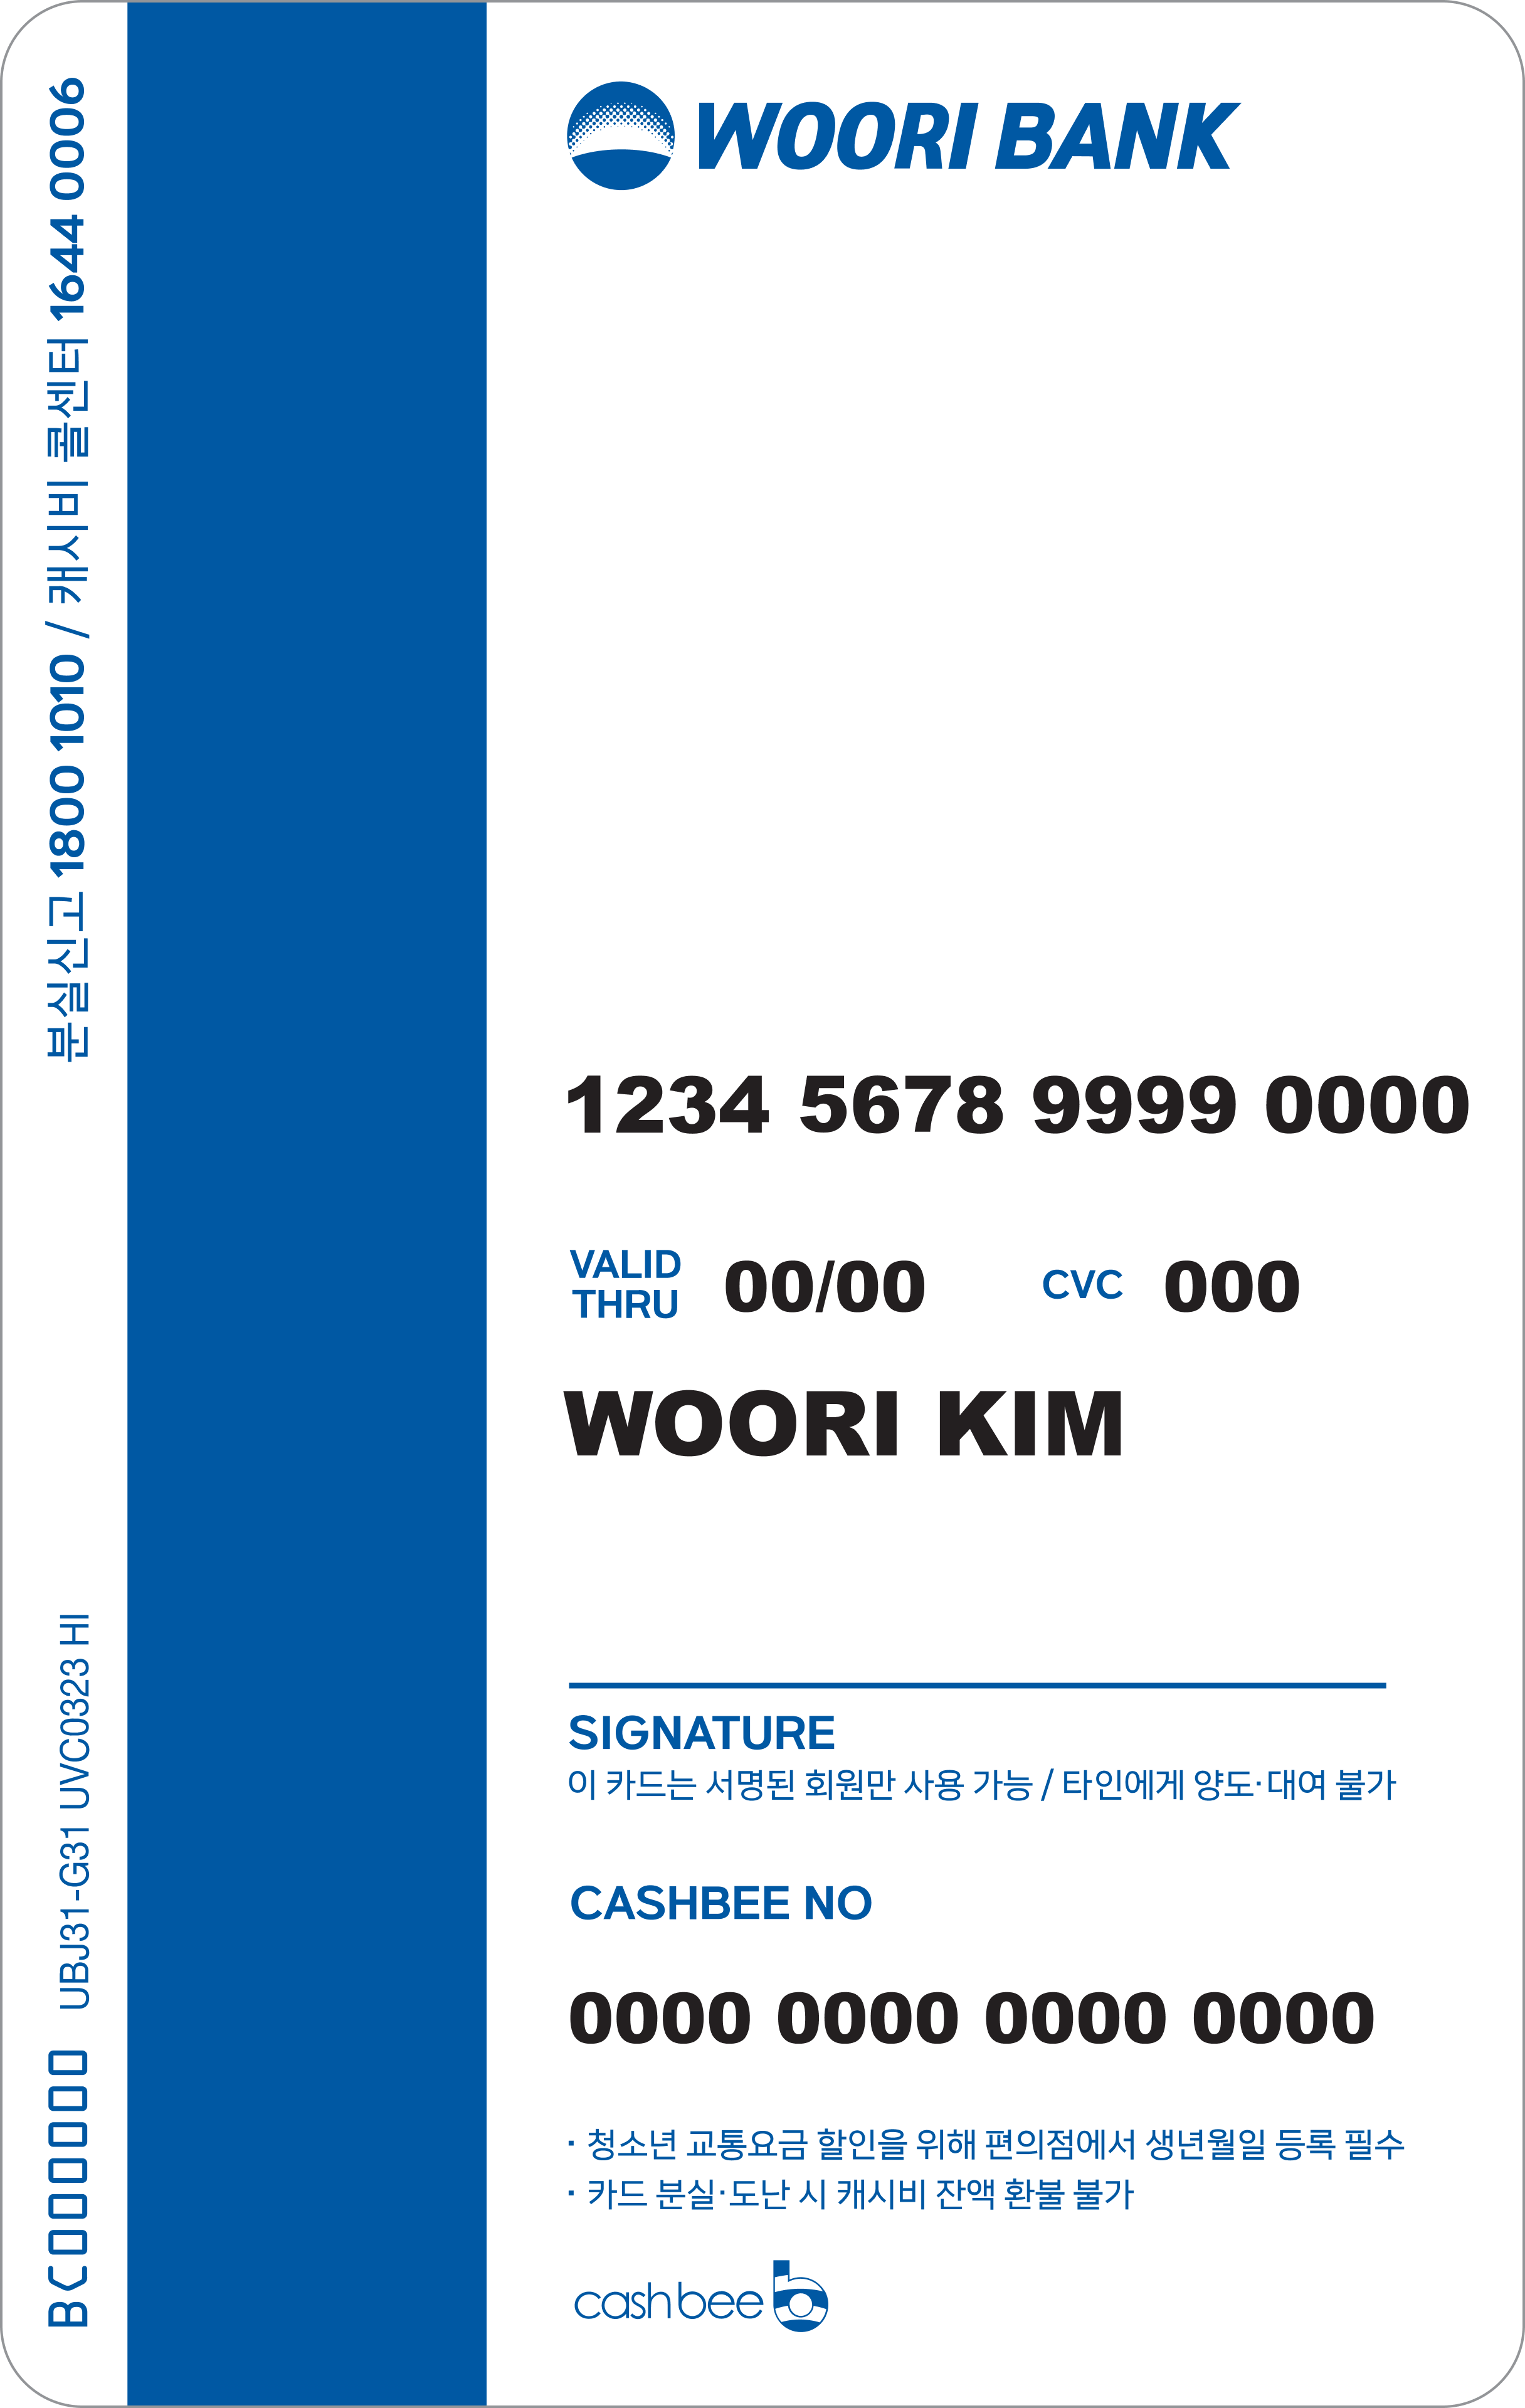 WOORI BANK
분실신고 1800 1010 / 캐시비 콜센터 1644 0006
1234 5678 9999 0000
VALID
THRU
00/00
CVC 000
WOORI KIM
SIGNATURE
이 카드는 서명된 회원만 사용 가능 / 타인에게 양도·대여 불가
CASHBEE NO
0000 0000 0000 0000
· 청소년 교통요금 할인을 위해 편의점에서 생년월일 등록 필수
· 카드 분실·도난 시 캐시비 잔액 환불 불가
cashbee
UBJ31-G31 UVC0323 HI
BC000000